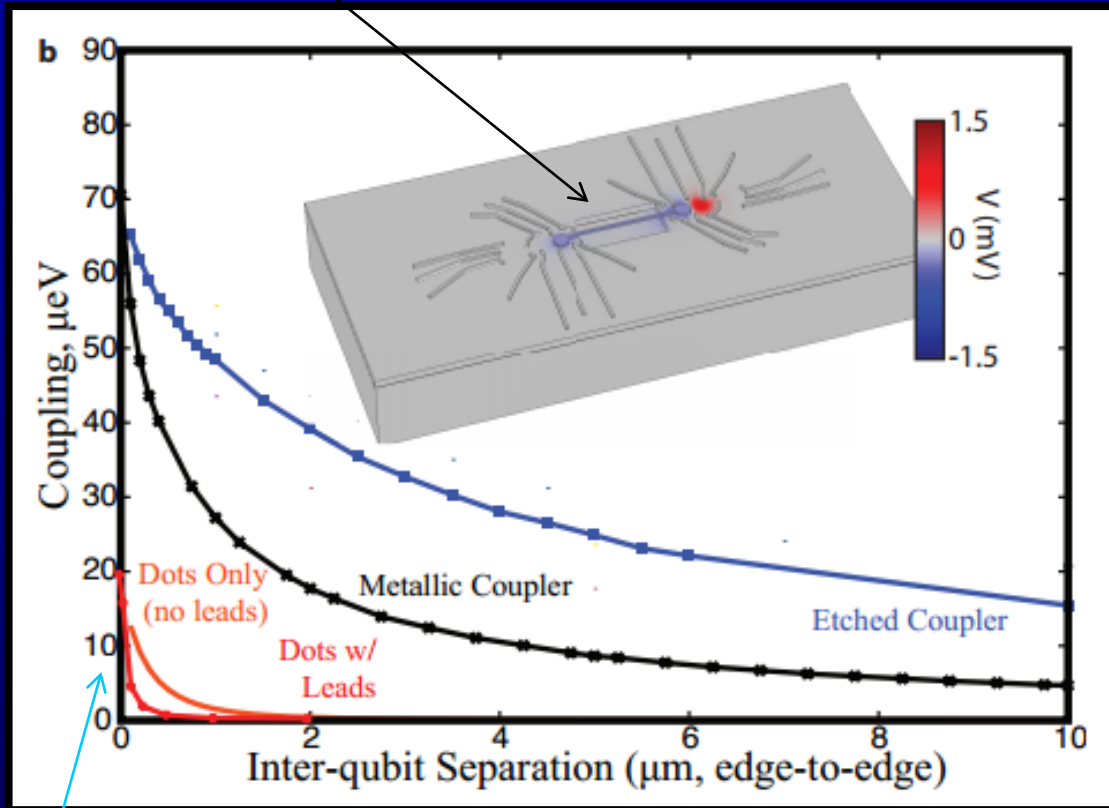 b
90
80
70
60
50
40
30
20
10
0
Coupling, μeV
1.5
0
-1.5
V (mV)
Dots Only
(no leads)
Metallic Coupler
Dots w/
Leads
Etched Coupler
0
2
4
6
8
10
Inter-qubit Separation (μm, edge-to-edge)